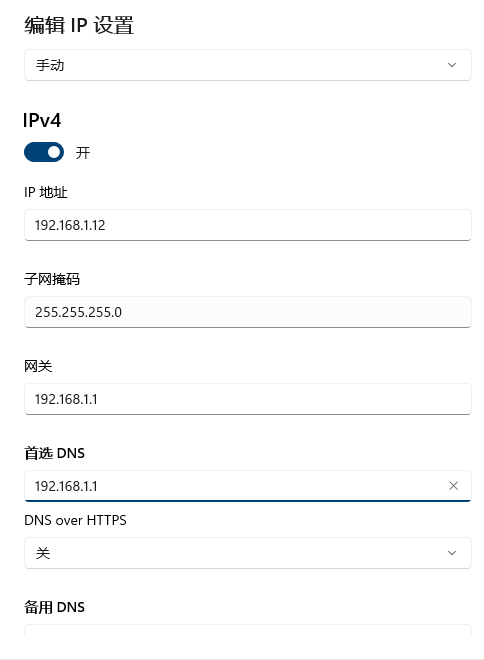 编辑 IP 设置
手动
IPv4
开
IP 地址
192.168.1.12
子网掩码
255.255.255.0
网关
192.168.1.1
首选 DNS
192.168.1.1
DNS over HTTPS
关
备用 DNS